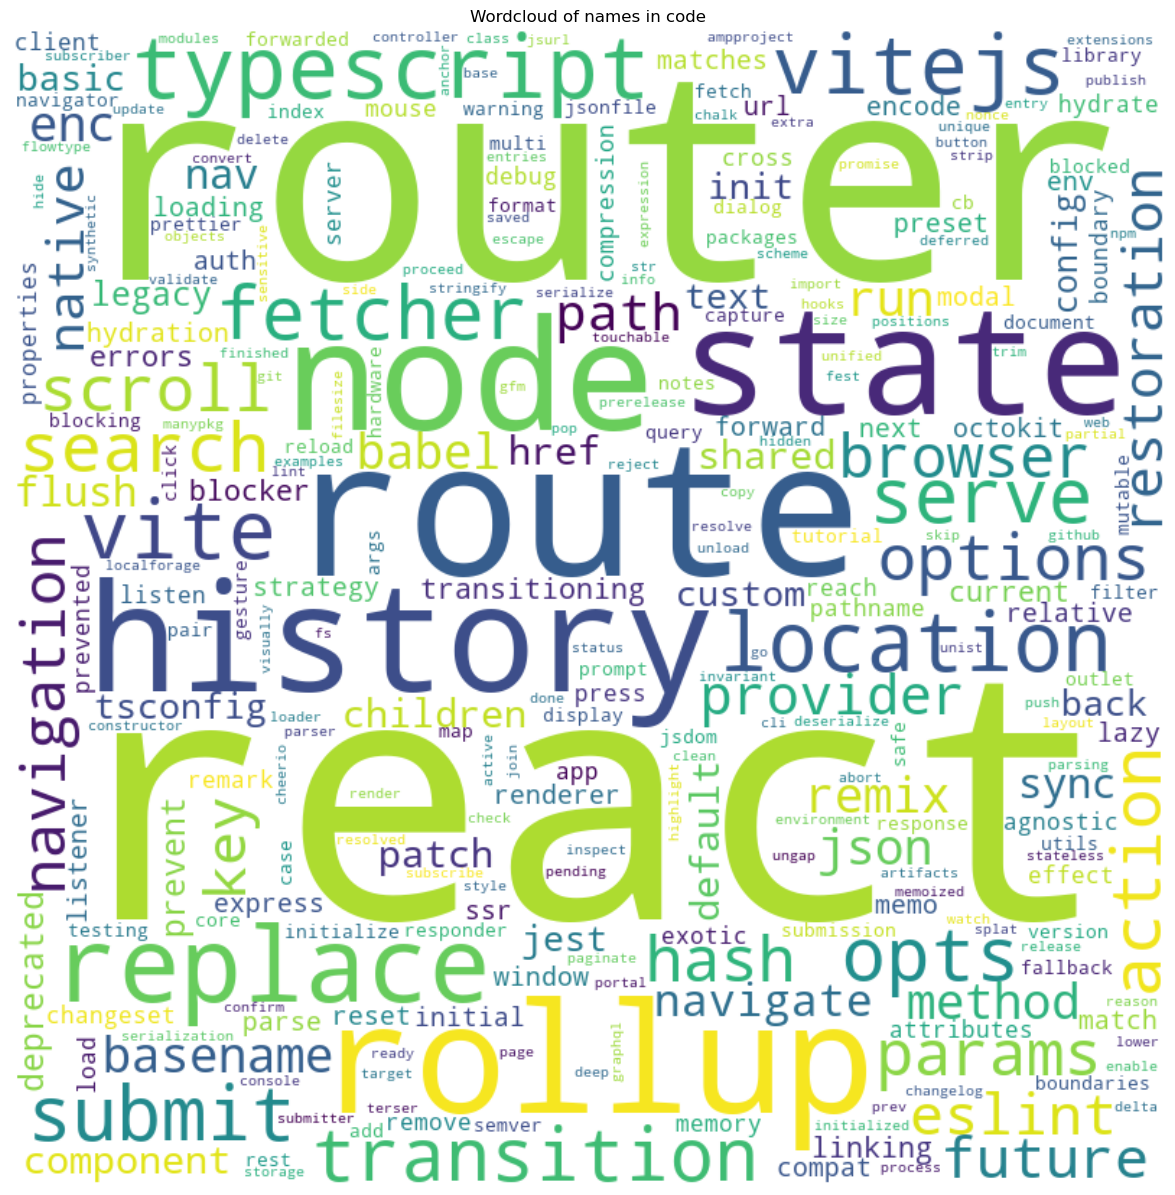 Wordcloud of names in code
client
modules
forwarded
controller
class
jsurl
ampproject
extensions
subscriber
typescript
anchor
base
matches
vitejs
library
basic
fetch
publish
navigator
update
index
mouse
warning
jsonfile
url
encode
entry
hydrate
enc
router
chalk
extra
nonce
flowtype
delete
multi
compression
unique
button
convert
entries
cross
promise
strip
blocked
nav
server
debug
expression
init
env
hide
native
synthetic
loading
format
saved
dialog
cb
config
boundary
restoration
prettier
preset
npm
objects
escape
packages
deferred
auth
sensitive
scheme
properties
validate
proceed
str
info
legacy
side
stringify
serialize
text
import
run
modal
fetcher
path
capture
hooks
size
positions
document
hydration
touchable
errors
finished
node
state
unified
trim
scroll
git
filesize
hardware
gfm
notes
fest
prerelease
blocking
manypkg
pop
query
forward
next
octokit
web
search
reload
babel
href
shared
hidden
browser
partial
examples
reject
click
lint
flush
blocker
route
copy
serve
mutable
vite
resolve
tutorial
skip
github
args
unload
options
localforage
navigation
prevented
listen
gesture
strategy
transitioning
custom
reach
current
filter
pathname
relative
pair
visually
history
fs
status
location
go
unist
prompt
invariant
provider
outlet
tsconfig
children
done
press
push
back
constructor
loader
display
cli
deserialize
layout
parser
map
jsdom
safe
lazy
cheerio
active
join
clean
parsing
remark
react
app
highlight
abort
sync
render
renderer
default
remix
action
listener
prevent
key
check
environment
response
agnostic
case
resolved
patch
inspect
ungap
json
utils
stateless
subscribe
pending
artifacts
effect
style
memoized
deprecated
core
express
ssr
memo
testing
initialize
responder
exotic
submission
watch
splat
version
replace
jest
hash
opts
release
paginate
window
portal
fallback
navigate
method
reason
changeset
confirm
parse
reset
initial
rollup
attributes
match
serialization
load
basename
ready
page
graphql
params
lower
console
target
deep
boundaries
enable
submit
changelog
submitter
terser
prev
eslint
delta
add
remove
semver
memory
initialized
component
rest
storage
transition
linking
compat
process
future